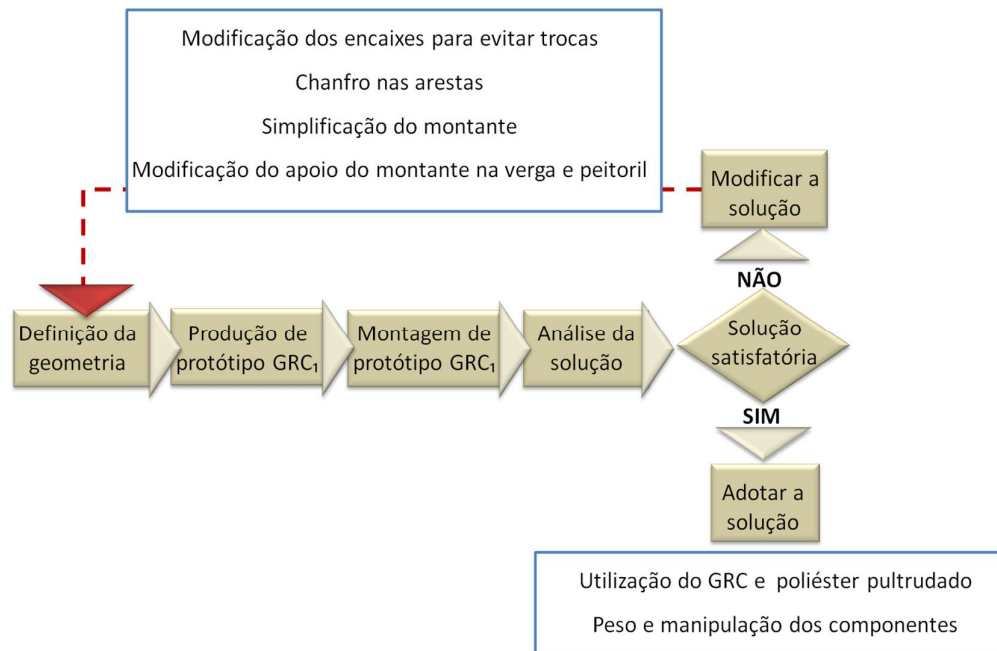 Modificação dos encaixes para evitar trocas
Chanfro nas arestas
Simplificação do montante
Modificação do apoio do montante na verga e peitoril
Modificar a
solução
NÃO
Definição da
geometria
Produção de
protótipo GRC₁
Montagem de
protótipo GRC₁
Análise da
solução
Solução
satisfatória
SIM
Adotar a
solução
Utilização do GRC e poliéster pultrudado
Peso e manipulação dos componentes